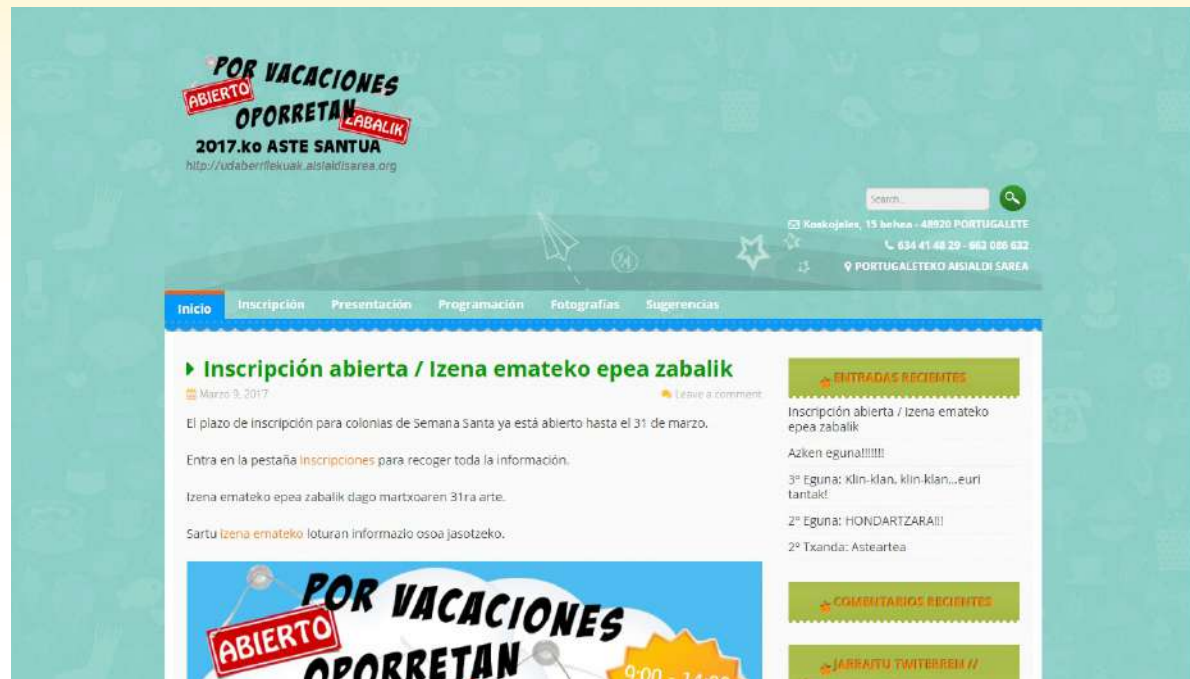 POR VACACIONES
ABIERTO
OPORRETAN
ZABALIK
2017.ko ASTE SANTUA
http://udaberrilekuak.aisialdisarea.org
Search...
Koskojales, 15 behea - 48920 PORTUGALETE
634 41 48 29 - 662 086 632
PORTUGALETEKO AISIALDI SAREA
Inicio Inscripción Presentación Programación Fotografías Sugerencias
Inscripción abierta / Izena emateko epea zabalik
Marzo 9, 2017 Leave a comment
El plazo de inscripción para colonias de Semana Santa ya está abierto hasta el 31 de marzo.
Entra en la pestaña Inscripciones para recoger toda la información.
Izena emateko epea zabalik dago martxoaren 31ra arte.
Sartu izena emateko loturan informazio osoa jasotzeko.
POR VACACIONES
ABIERTO
OPORRETAN
ENTRADAS RECIENTES
Inscripción abierta / Izena emateko
epea zabalik
Azken eguna!!!!!!!
3º Eguna: Klin-klan, klin-klan...euri
tantak!
2º Eguna: HONDARTZARA!!!
2º Txanda: Asteartea
COMENTARIOS RECIENTES
JARRAITU TWITERREN //